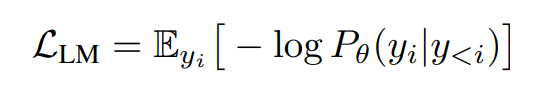 ℒ_LM = 𝔼_{y_i} [ − log P_θ(y_i|y_{<i}) ]